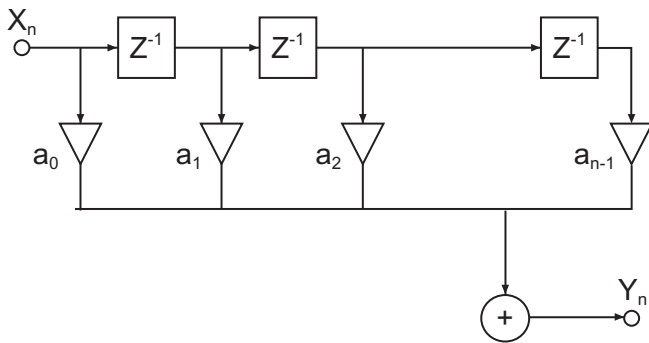 Xₙ
Z⁻¹ Z⁻¹ Z⁻¹
a₀ a₁ a₂ aₙ₋₁
Yₙ
+